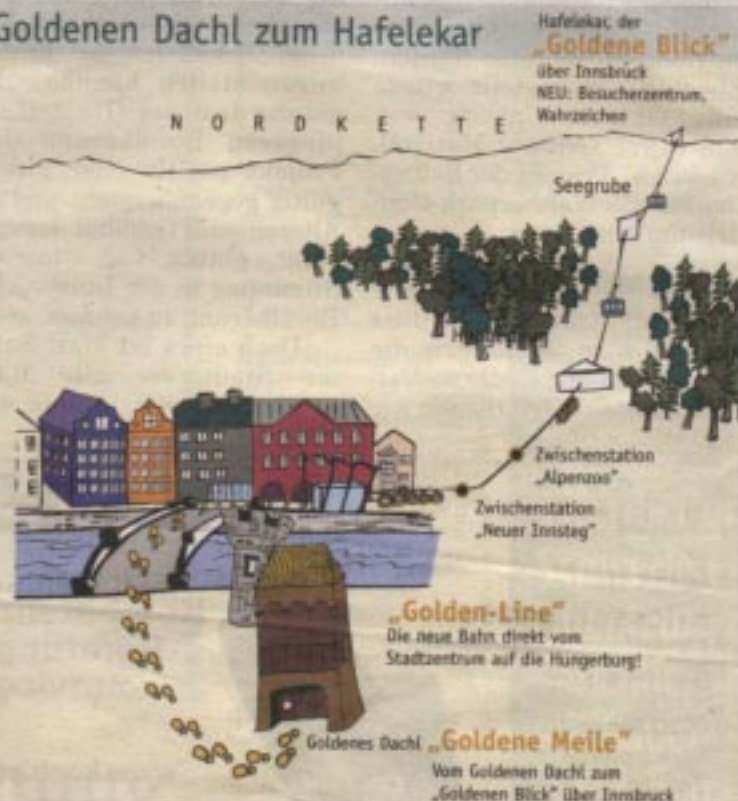 Goldenen Dachl zum Hafelekar
Hafelekar, der
„Goldene Blick"
über Innsbruck
NEU: Besucherzentrum,
Wahrzeichen
NORDKETTE
Seegrube
Zwischenstation
„Alpenzoo"
Zwischenstation
„Neuer Innsteg"
„Golden-Line"
Die neue Bahn direkt vom
Stadtzentrum auf die Hungerburg!
Goldenes Dachl
„Goldene Meile"
Vom Goldenen Dachl zum
„Goldenen Blick" über Innsbruck